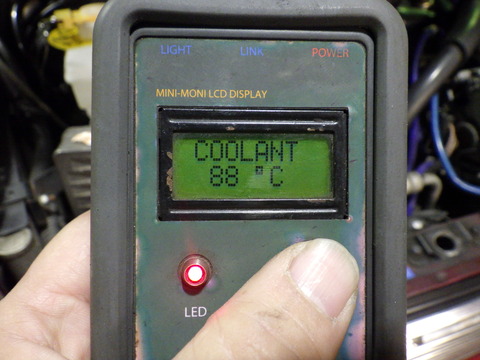 LIGHT LINK POWER
MINI-MONI LCD DISPLAY
COOLANT
88 °C
LED